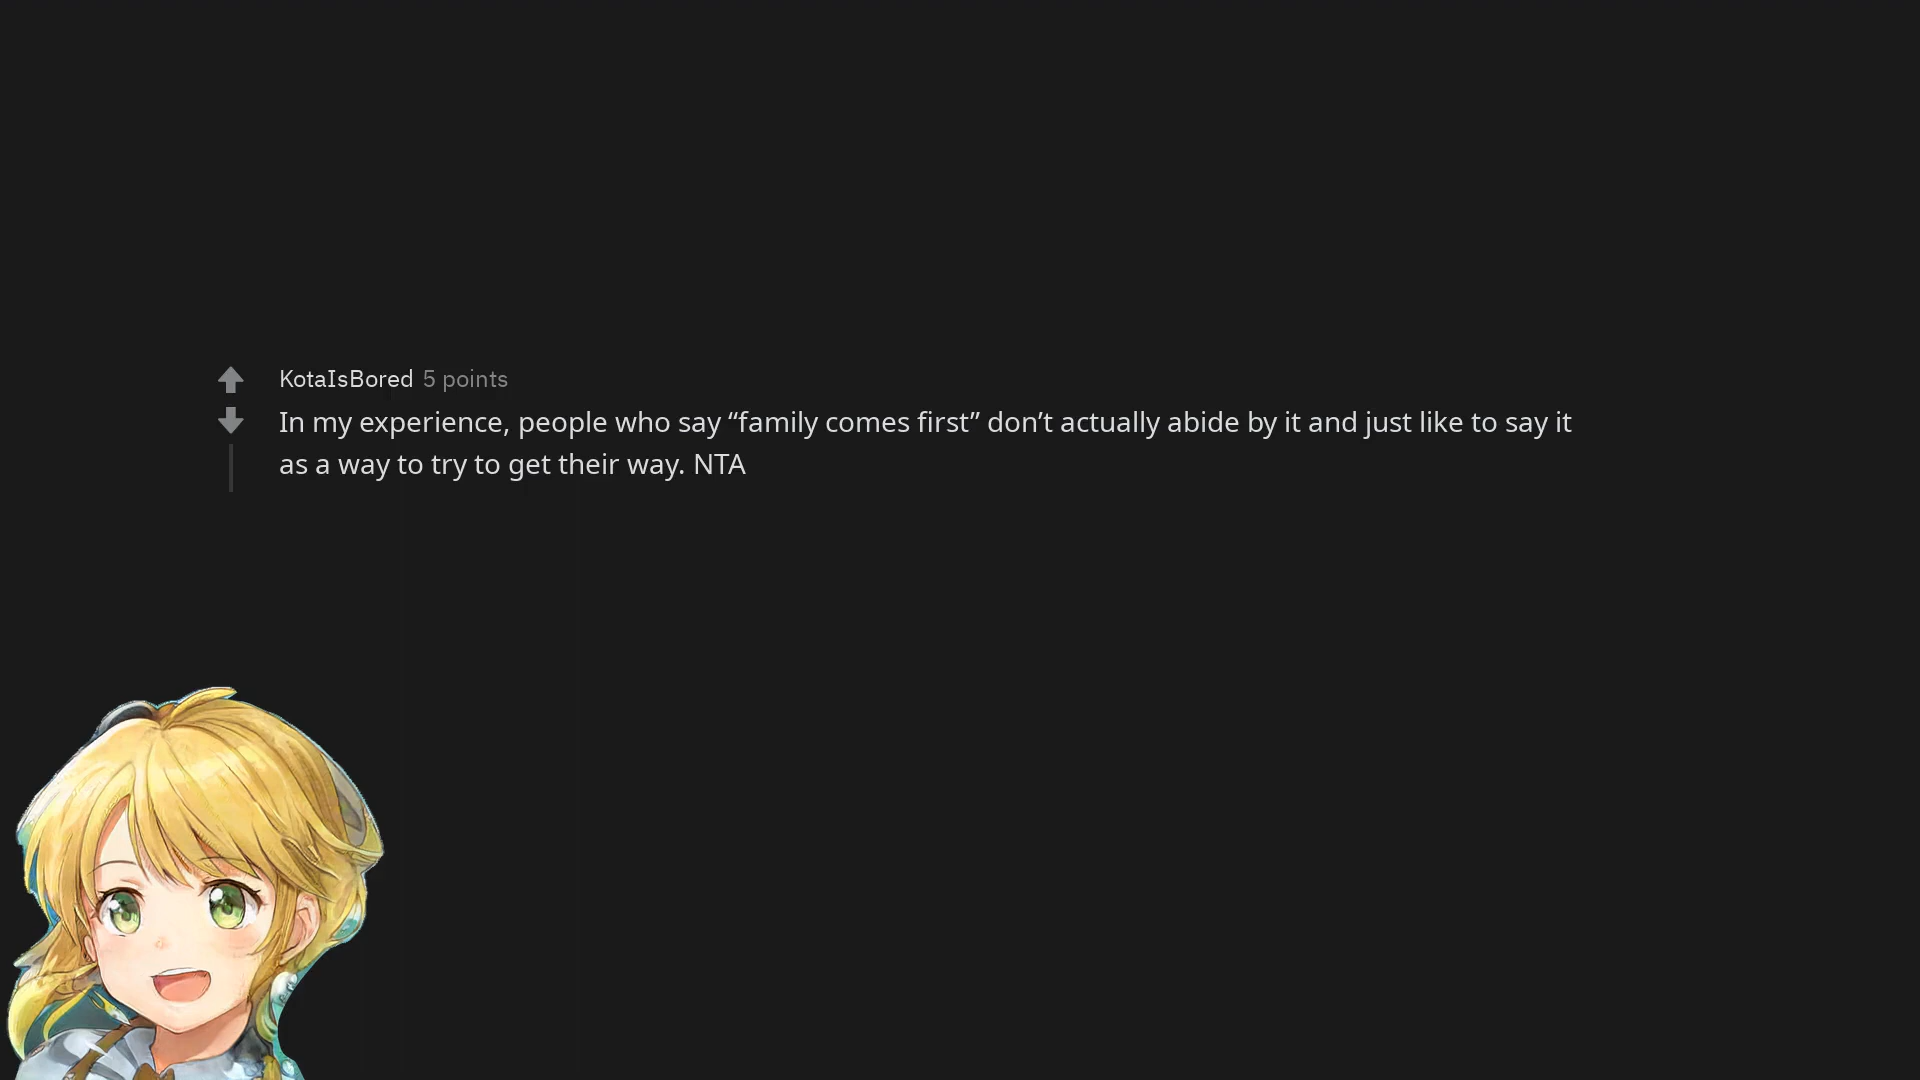 KotaIsBored 5 points
In my experience, people who say “family comes first” don’t actually abide by it and just like to say it
as a way to try to get their way. NTA